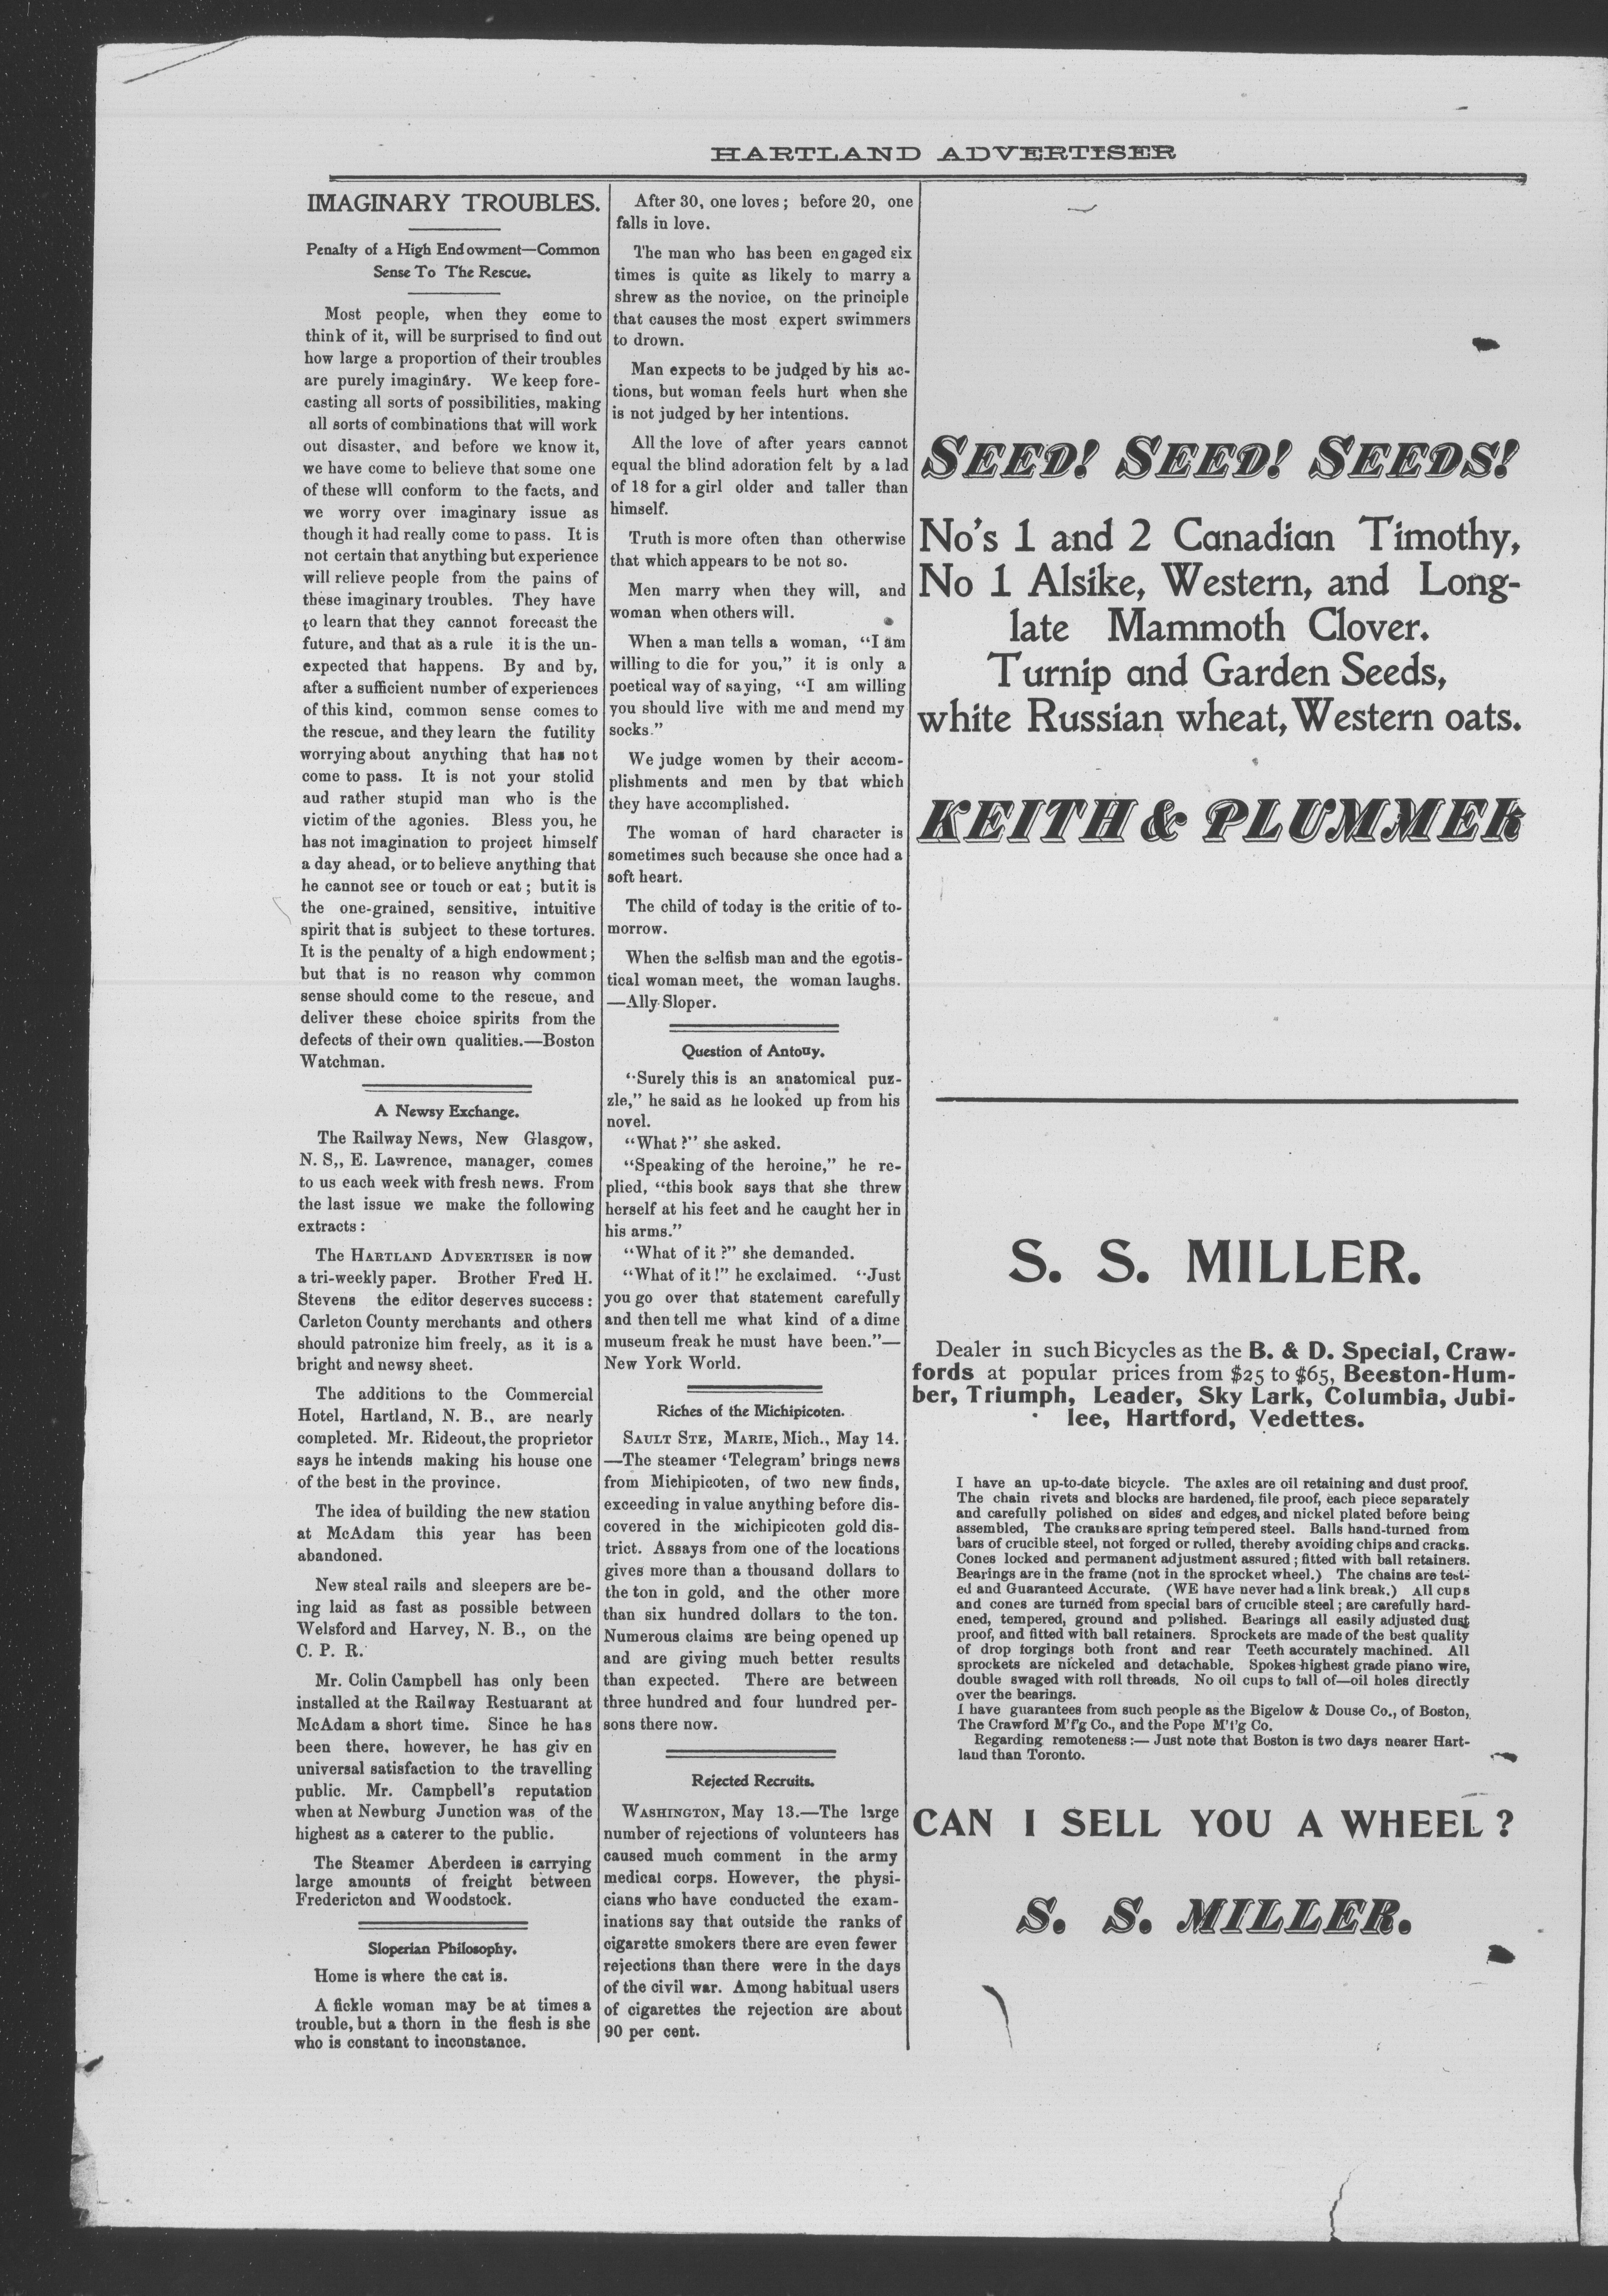 HARTLAND ADVERTISER
IMAGINARY TROUBLES.
Penalty of a High Endowment—Common
Sense To The Rescue.
Most people, when they come to
think of it, will be surprised to find out
how large a proportion of their troubles
are purely imaginary. We keep fore-
casting all sorts of possibilities, making
all sorts of combinations that will work
out disaster, and before we know it,
we have come to believe that some one
of these wlll conform to the facts, and
we worry over imaginary issue as
though it had really come to pass. It is
not certain that anything but experience
will relieve people from the pains of
these imaginary troubles. They have
to learn that they cannot forecast the
future, and that as a rule it is the un-
expected that happens. By and by,
after a sufficient number of experiences
of this kind, common sense comes to
the rescue, and they learn the futility
worrying about anything that has not
come to pass. It is not your stolid
aud rather stupid man who is the
victim of the agonies. Bless you, he
has not imagination to project himself
a day ahead, or to believe anything that
he cannot see or touch or eat; but it is
the one-grained, sensitive, intuitive
spirit that is subject to these tortures.
It is the penalty of a high endowment;
but that is no reason why common
sense should come to the rescue, and
deliver these choice spirits from the
defects of their own qualities.—Boston
Watchman.
A Newsy Exchange.
The Railway News, New Glasgow,
N. S,, E. Lawrence, manager, comes
to us each week with fresh news. From
the last issue we make the following
extracts:
The HARTLAND ADVERTISER is now
a tri-weekly paper. Brother Fred H.
Stevens the editor deserves success:
Carleton County merchants and others
should patronize him freely, as it is a
bright and newsy sheet.
The additions to the Commercial
Hotel, Hartland, N. B., are nearly
completed. Mr. Rideout, the proprietor
says he intends making his house one
of the best in the province.
The idea of building the new station
at McAdam this year has been
abandoned.
New steal rails and sleepers are be-
ing laid as fast as possible between
Welsford and Harvey, N. B., on the
C. P. R.
Mr. Colin Campbell has only been
installed at the Railway Restuarant at
McAdam a short time. Since he has
been there, however, he has giv en
universal satisfaction to the travelling
public. Mr. Campbell's reputation
when at Newburg Junction was of the
highest as a caterer to the public.
The Steamer Aberdeen is carrying
large amounts of freight between
Fredericton and Woodstock.
Sloperian Philosophy.
Home is where the cat is.
A fickle woman may be at times a
trouble, but a thorn in the flesh is she
who is constant to inconstance.
After 30, one loves; before 20, one
falls in love.
The man who has been engaged six
times is quite as likely to marry a
shrew as the novice, on the principle
that causes the most expert swimmers
to drown.
Man expects to be judged by his ac-
tions, but woman feels hurt when she
is not judged by her intentions.
All the love of after years cannot
equal the blind adoration felt by a lad
of 18 for a girl older and taller than
himself.
Truth is more often than otherwise
that which appears to be not so.
Men marry when they will, and
woman when others will.
When a man tells a woman, "I am
willing to die for you," it is only a
poetical way of saying, "I am willing
you should live with me and mend my
socks."
We judge women by their accom-
plishments and men by that which
they have accomplished.
The woman of hard character is
sometimes such because she once had a
soft heart.
The child of today is the critic of to-
morrow.
When the selfish man and the egotis-
tical woman meet, the woman laughs.
—Ally Sloper.
Question of Antony.
"Surely this is an anatomical puz-
zle," he said as he looked up from his
novel.
"What?" she asked.
"Speaking of the heroine," he re-
plied, "this book says that she threw
herself at his feet and he caught her in
his arms."
"What of it?" she demanded.
"What of it!" he exclaimed. "Just
you go over that statement carefully
and then tell me what kind of a dime
museum freak he must have been."—
New York World.
Riches of the Michipicoten.
SAULT STE, MARIE, Mich., May 14.
—The steamer 'Telegram' brings news
from Michipicoten, of two new finds,
exceeding in value anything before dis-
covered in the Michipicoten gold dis-
trict. Assays from one of the locations
gives more than a thousand dollars to
the ton in gold, and the other more
than six hundred dollars to the ton.
Numerous claims are being opened up
and are giving much better results
than expected. There are between
three hundred and four hundred per-
sons there now.
Rejected Recruits.
WASHINGTON, May 13.—The large
number of rejections of volunteers has
caused much comment in the army
medical corps. However, the physi-
cians who have conducted the exam-
inations say that outside the ranks of
cigarette smokers there are even fewer
rejections than there were in the days
of the civil war. Among habitual users
of cigarettes the rejection are about
90 per cent.
SEED! SEED! SEEDS!
No's 1 and 2 Canadian Timothy,
No 1 Alsike, Western, and Long-
late Mammoth Clover.
Turnip and Garden Seeds,
white Russian wheat, Western oats.
KEITH & PLUMMER
S. S. MILLER.
Dealer in such Bicycles as the B. & D. Special, Craw-
fords at popular prices from $25 to $65, Beeston-Hum-
ber, Triumph, Leader, Sky Lark, Columbia, Jubi-
lee, Hartford, Vedettes.
I have an up-to-date bicycle. The axles are oil retaining and dust proof.
The chain rivets and blocks are hardened, file proof, each piece separately
and carefully polished on sides and edges, and nickel plated before being
assembled, The cranks are spring tempered steel. Balls hand-turned from
bars of crucible steel, not forged or rolled, thereby avoiding chips and cracks.
Cones locked and permanent adjustment assured; fitted with ball retainers.
Bearings are in the frame (not in the sprocket wheel.) The chains are test-
ed and Guaranteed Accurate. (WE have never had a link break.) All cups
and cones are turned from special bars of crucible steel; are carefully hard-
ened, tempered, ground and polished. Bearings all easily adjusted dust
proof, and fitted with ball retainers. Sprockets are made of the best quality
of drop forgings both front and rear Teeth accurately machined. All
sprockets are nickeled and detachable. Spokes highest grade piano wire,
double swaged with roll threads. No oil cups to fall of—oil holes directly
over the bearings.
I have guarantees from such people as the Bigelow & Douse Co., of Boston,
The Crawford M'f'g Co., and the Pope M'f'g Co.
Regarding remoteness:— Just note that Boston is two days nearer Hart-
land than Toronto.
CAN I SELL YOU A WHEEL?
S. S. MILLER.